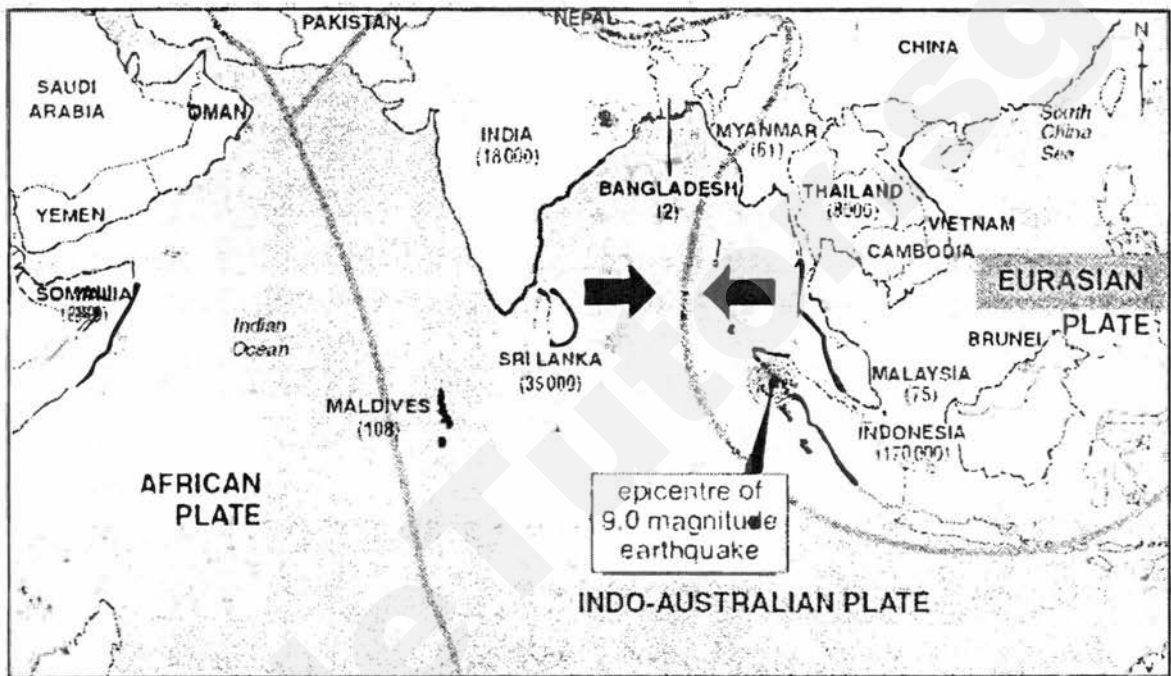 PAKISTAN
NEPAL
CHINA
N
SAUDI
ARABIA
OMAN
INDIA
(18000)
MYANMAR
(61)
South
China
Sea
BANGLADESH
(2)
THAILAND
VIETNAM
YEMEN
CAMBODIA
EURASIAN
PLATE
Indian
Ocean
BRUNEI
SRI LANKA
(35000)
MALAYSIA
(75)
MALDIVES
(108)
INDONESIA
(170000)
AFRICAN
PLATE
epicentre of
9.0 magnitude
earthquake
INDO-AUSTRALIAN PLATE